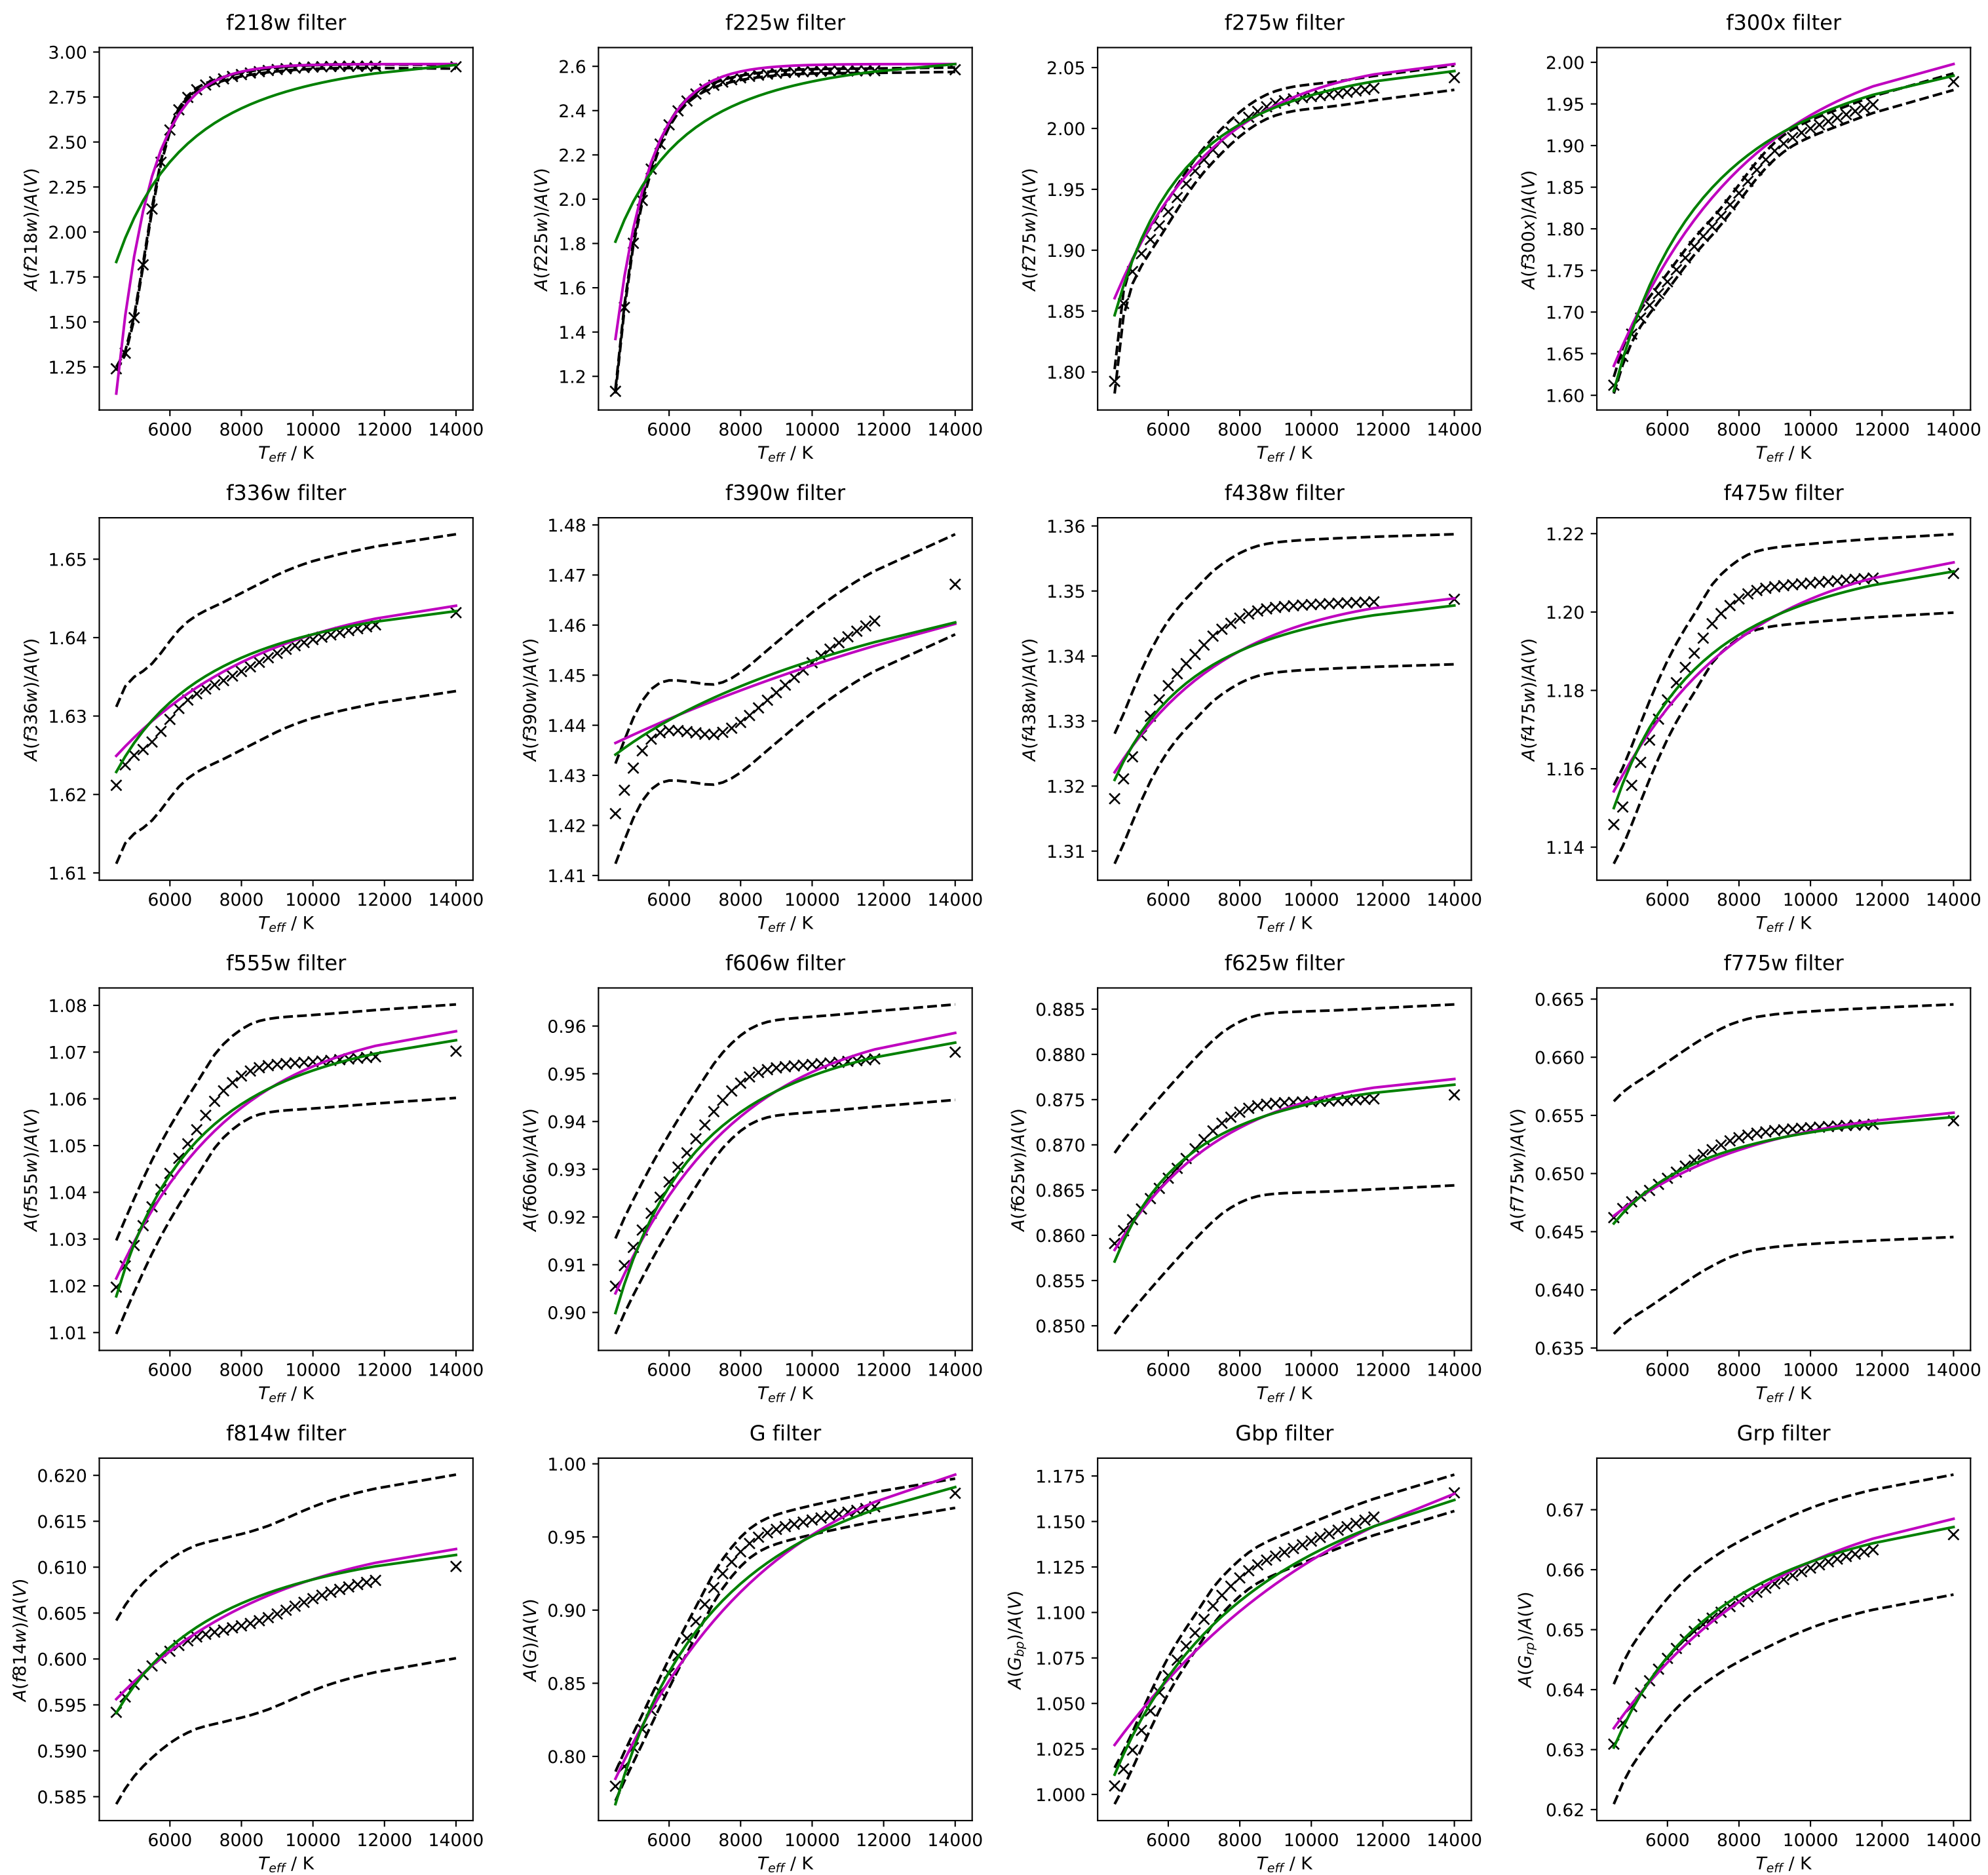 f218w filter
f225w filter
f275w filter
f300x filter
A(f218w)/A(V)
3.00
2.75
2.50
2.25
2.00
1.75
1.50
1.25
6000 8000 10000 12000 14000
T_eff / K
A(f225w)/A(V)
2.6
2.4
2.2
2.0
1.8
1.6
1.4
1.2
6000 8000 10000 12000 14000
T_eff / K
A(f275w)/A(V)
2.05
2.00
1.95
1.90
1.85
1.80
6000 8000 10000 12000 14000
T_eff / K
A(f300x)/A(V)
2.00
1.95
1.90
1.85
1.80
1.75
1.70
1.65
1.60
6000 8000 10000 12000 14000
T_eff / K
f336w filter
f390w filter
f438w filter
f475w filter
A(f336w)/A(V)
1.65
1.64
1.63
1.62
1.61
6000 8000 10000 12000 14000
T_eff / K
A(f390w)/A(V)
1.48
1.47
1.46
1.45
1.44
1.43
1.42
1.41
6000 8000 10000 12000 14000
T_eff / K
A(f438w)/A(V)
1.36
1.35
1.34
1.33
1.32
1.31
6000 8000 10000 12000 14000
T_eff / K
A(f475w)/A(V)
1.22
1.20
1.18
1.16
1.14
6000 8000 10000 12000 14000
T_eff / K
f555w filter
f606w filter
f625w filter
f775w filter
A(f555w)/A(V)
1.08
1.07
1.06
1.05
1.04
1.03
1.02
1.01
6000 8000 10000 12000 14000
T_eff / K
A(f606w)/A(V)
0.96
0.95
0.94
0.93
0.92
0.91
0.90
6000 8000 10000 12000 14000
T_eff / K
A(f625w)/A(V)
0.885
0.880
0.875
0.870
0.865
0.860
0.855
0.850
6000 8000 10000 12000 14000
T_eff / K
A(f775w)/A(V)
0.665
0.660
0.655
0.650
0.645
0.640
0.635
6000 8000 10000 12000 14000
T_eff / K
f814w filter
G filter
Gbp filter
Grp filter
A(f814w)/A(V)
0.620
0.615
0.610
0.605
0.600
0.595
0.590
0.585
6000 8000 10000 12000 14000
T_eff / K
A(G)/A(V)
1.00
0.95
0.90
0.85
0.80
6000 8000 10000 12000 14000
T_eff / K
A(G_bp)/A(V)
1.175
1.150
1.125
1.100
1.075
1.050
1.025
1.000
6000 8000 10000 12000 14000
T_eff / K
A(G_rp)/A(V)
0.67
0.66
0.65
0.64
0.63
0.62
6000 8000 10000 12000 14000
T_eff / K